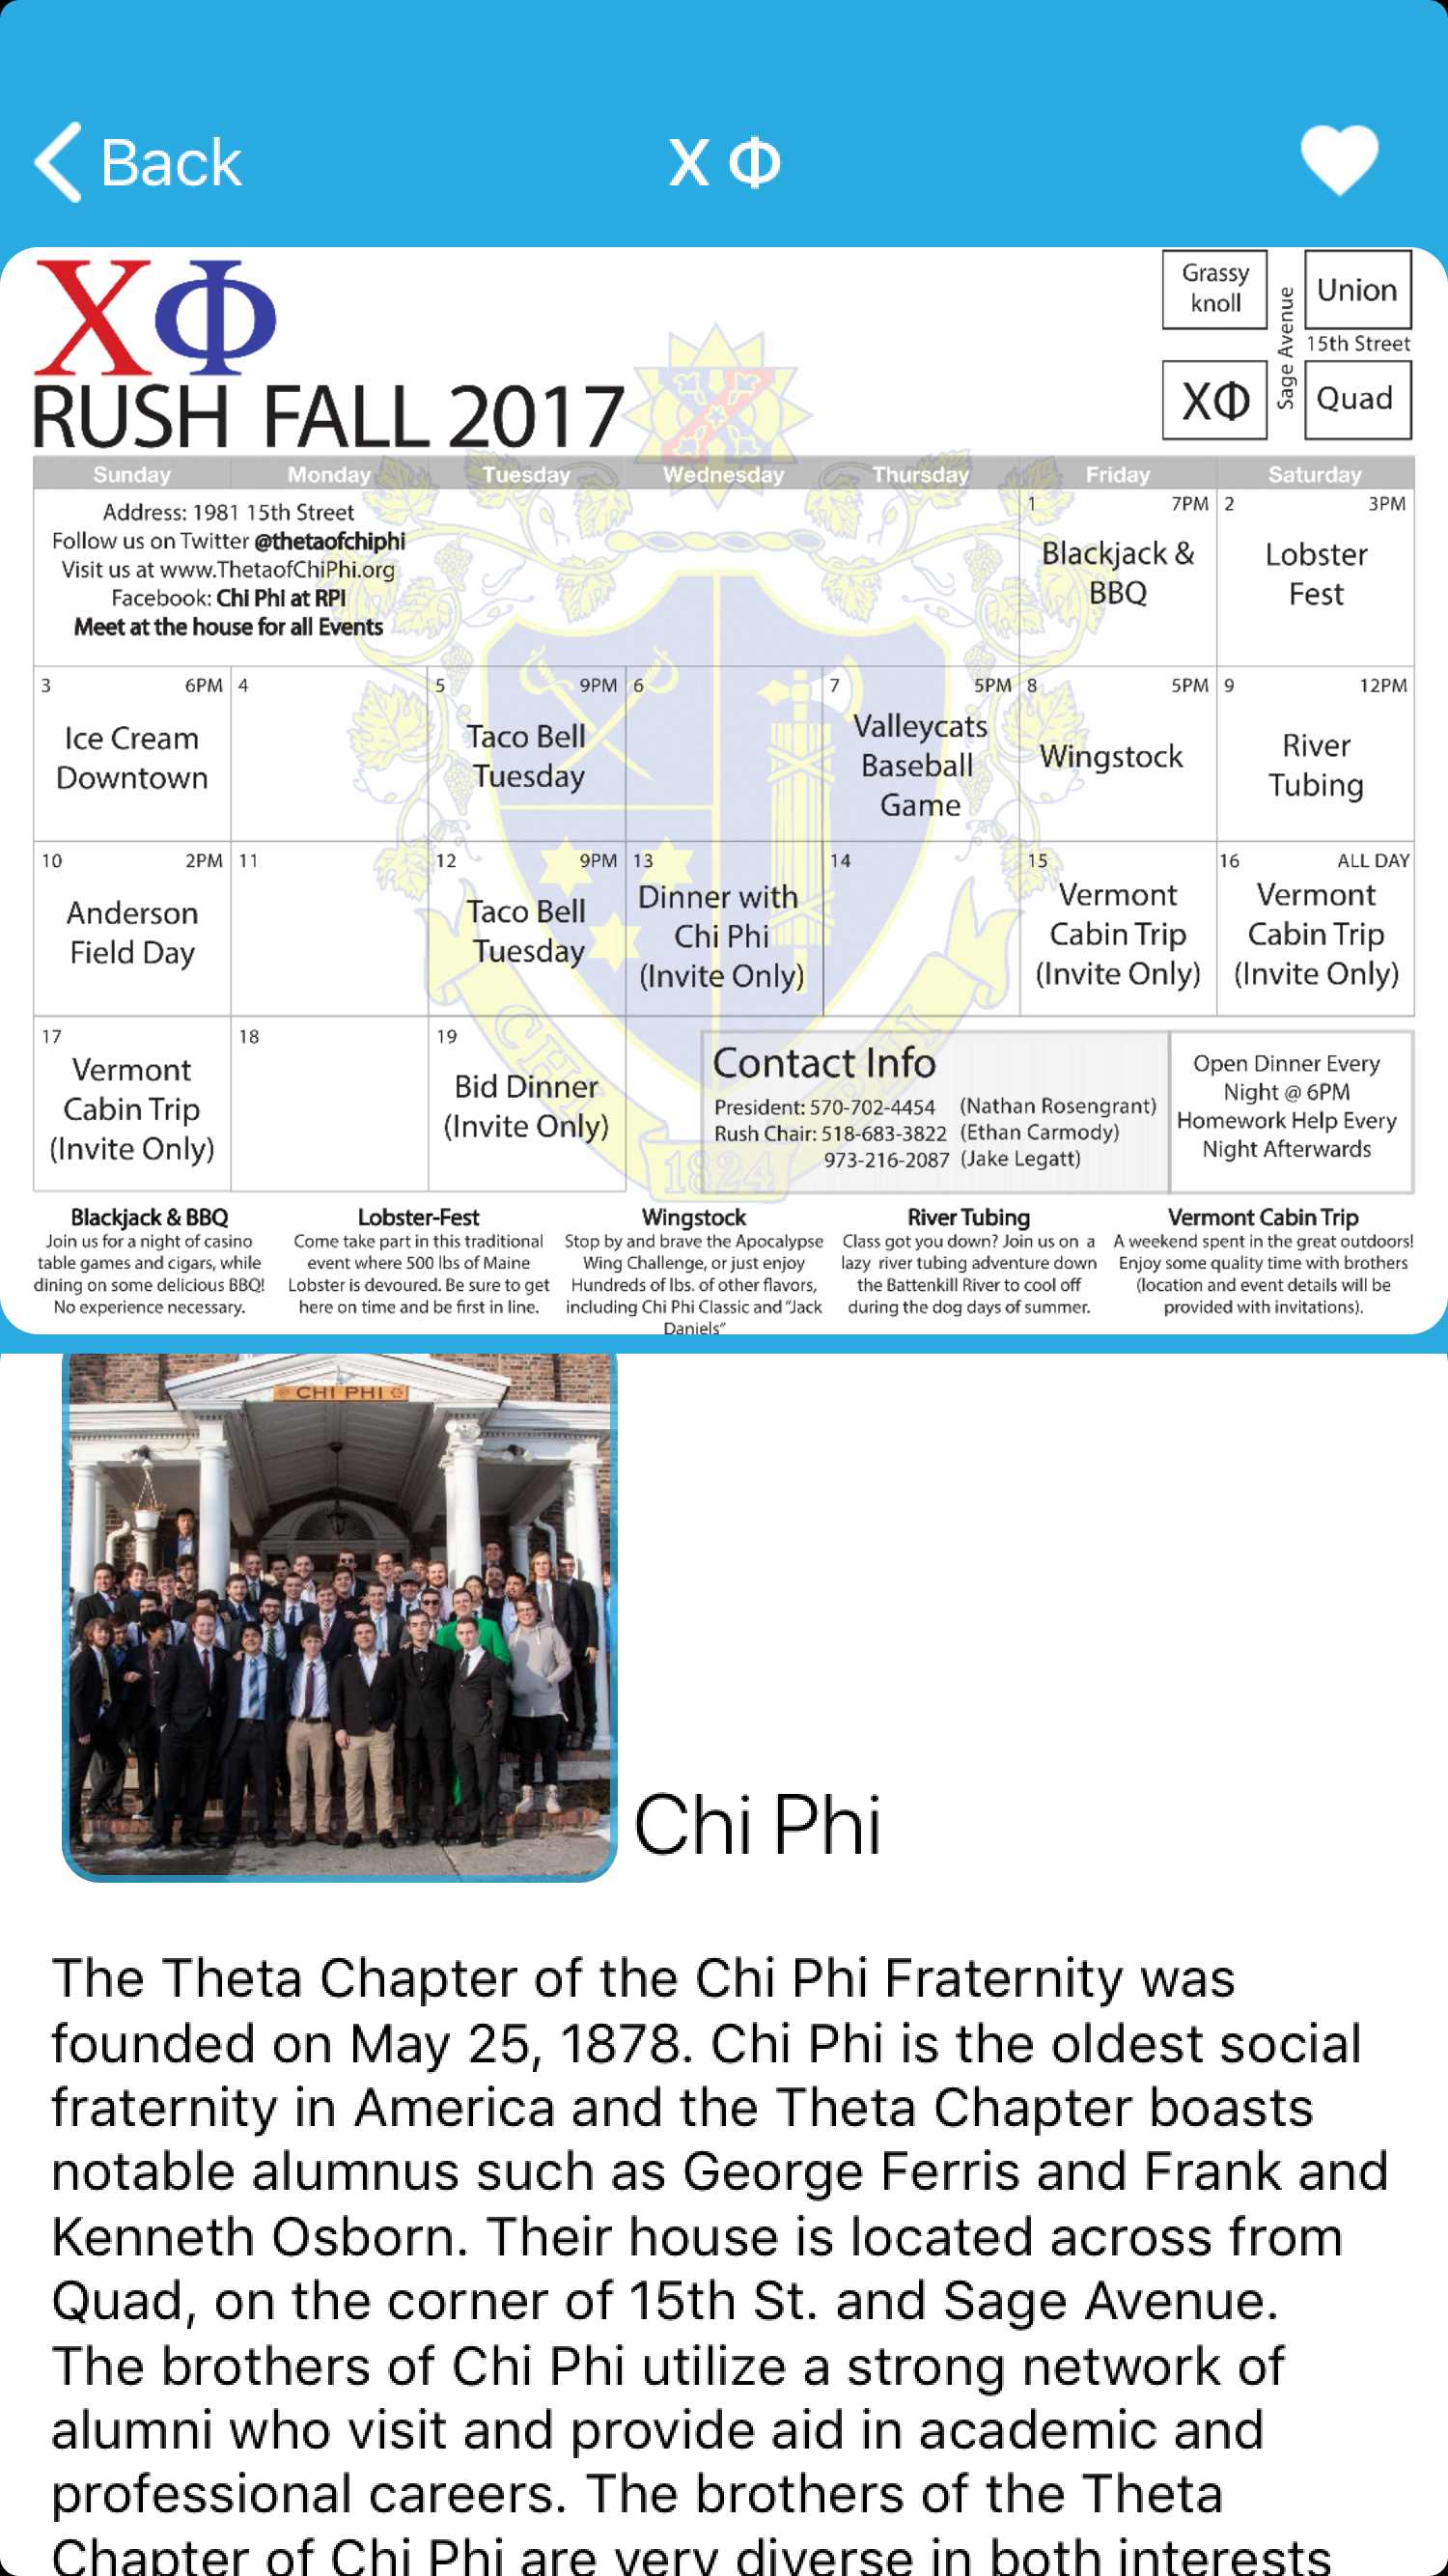 Back
Χ Φ
ΧΦ
RUSH FALL 2017
Grassy
knoll
Sage Avenue
Union
15th Street
ΧΦ
Quad
Sunday Monday Tuesday Wednesday Thursday Friday Saturday
Address: 1981 15th Street
Follow us on Twitter @thetaofchiphi
Visit us at www.ThetaofChiPhi.org
Facebook: Chi Phi at RPI
Meet at the house for all Events
1 7PM
Blackjack &
BBQ
2 3PM
Lobster
Fest
3 6PM
Ice Cream
Downtown
4
5 9PM
Taco Bell
Tuesday
6
7 5PM
Valleycats
Baseball
Game
8 5PM
Wingstock
9 12PM
River
Tubing
10 2PM
Anderson
Field Day
11
12 9PM
Taco Bell
Tuesday
13
Dinner with
Chi Phi
(Invite Only)
14
15
Vermont
Cabin Trip
(Invite Only)
16 ALL DAY
Vermont
Cabin Trip
(Invite Only)
17
Vermont
Cabin Trip
(Invite Only)
18
19
Bid Dinner
(Invite Only)
CHI PHI
1824
Contact Info
President: 570-702-4454 (Nathan Rosengrant)
Rush Chair: 518-683-3822 (Ethan Carmody)
973-216-2087 (Jake Legatt)
Open Dinner Every
Night @ 6PM
Homework Help Every
Night Afterwards
Blackjack & BBQ
Join us for a night of casino
table games and cigars, while
dining on some delicious BBQ!
No experience necessary.
Lobster-Fest
Come take part in this traditional
event where 500 lbs of Maine
Lobster is devoured. Be sure to get
here on time and be first in line.
Wingstock
Stop by and brave the Apocalypse
Wing Challenge, or just enjoy
Hundreds of lbs. of other flavors,
including Chi Phi Classic and "Jack
Daniels"
River Tubing
Class got you down? Join us on a
lazy river tubing adventure down
the Battenkill River to cool off
during the dog days of summer.
Vermont Cabin Trip
A weekend spent in the great outdoors!
Enjoy some quality time with brothers
(location and event details will be
provided with invitations).
CHI PHI
Chi Phi
The Theta Chapter of the Chi Phi Fraternity was
founded on May 25, 1878. Chi Phi is the oldest social
fraternity in America and the Theta Chapter boasts
notable alumnus such as George Ferris and Frank and
Kenneth Osborn. Their house is located across from
Quad, on the corner of 15th St. and Sage Avenue.
The brothers of Chi Phi utilize a strong network of
alumni who visit and provide aid in academic and
professional careers. The brothers of the Theta
Chapter of Chi Phi are very diverse in both interests